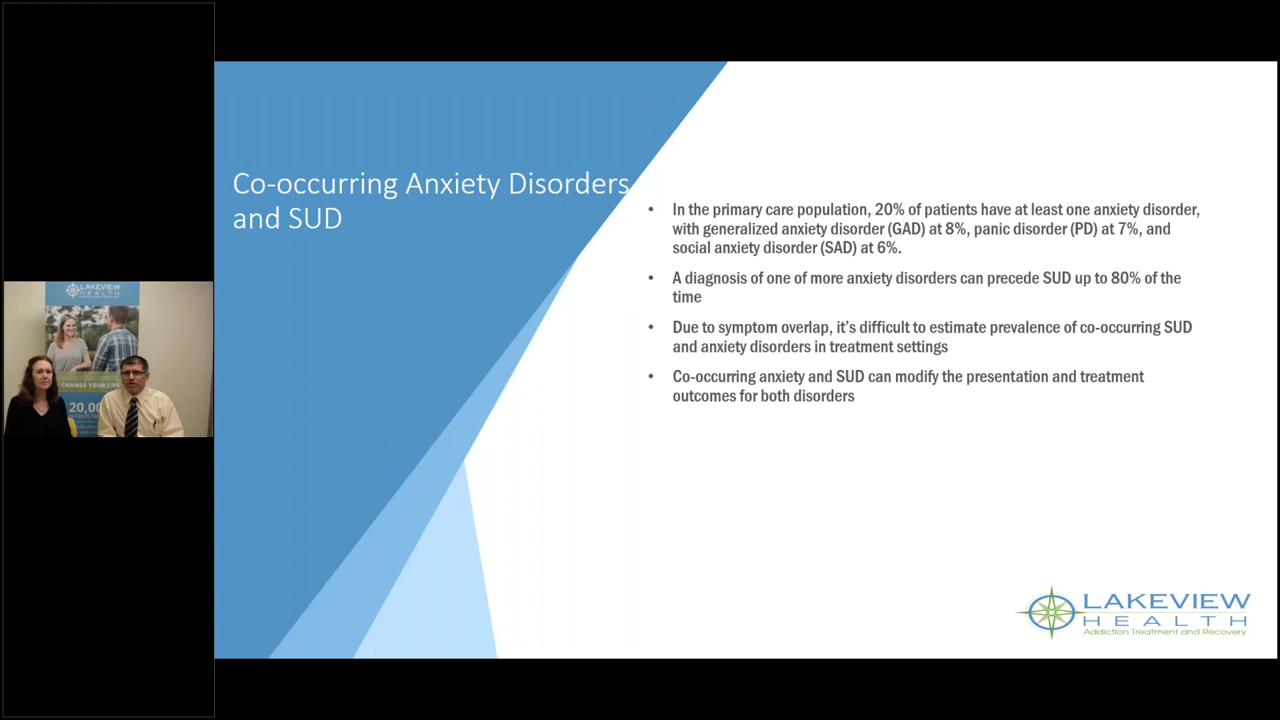 Co-occurring Anxiety Disorders
and SUD
• In the primary care population, 20% of patients have at least one anxiety disorder,
with generalized anxiety disorder (GAD) at 8%, panic disorder (PD) at 7%, and
social anxiety disorder (SAD) at 6%.
• A diagnosis of one of more anxiety disorders can precede SUD up to 80% of the
time
• Due to symptom overlap, it's difficult to estimate prevalence of co-occurring SUD
and anxiety disorders in treatment settings
• Co-occurring anxiety and SUD can modify the presentation and treatment
outcomes for both disorders
LAKEVIEW
HEALTH
Addiction Treatment and Recovery
LAKEVIEW
HEALTH
CHANGE YOUR LIFE
20,00